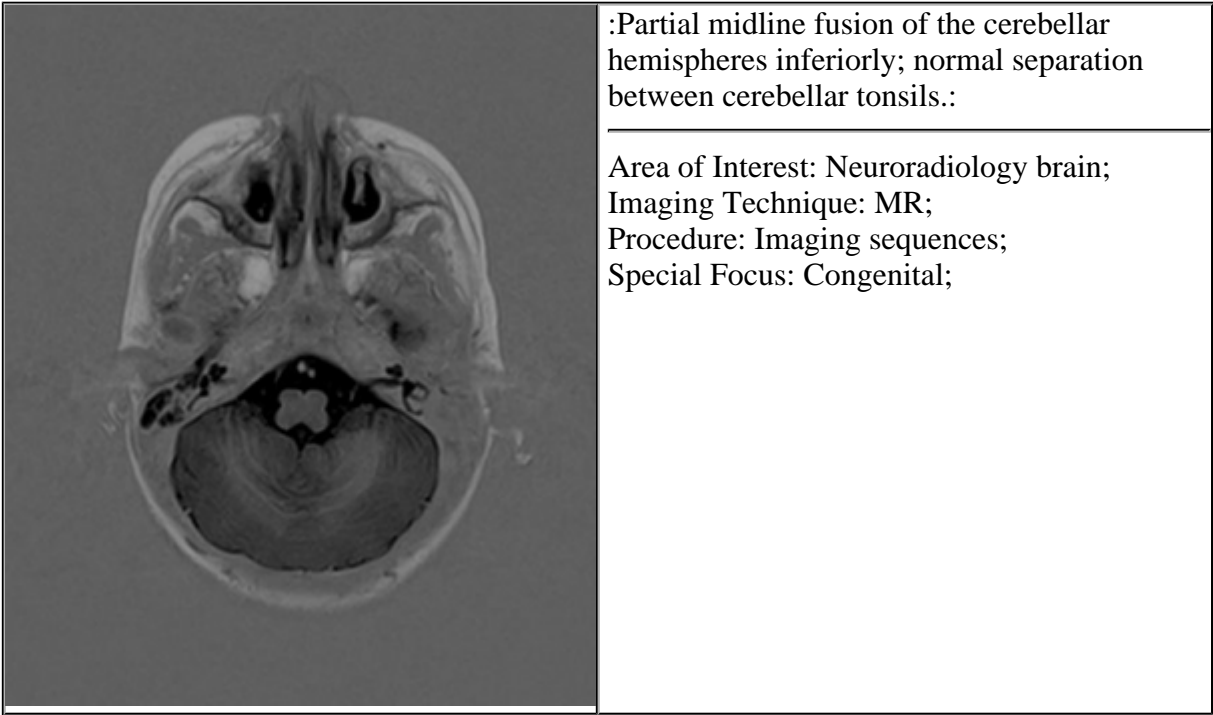 :Partial midline fusion of the cerebellar
hemispheres inferiorly; normal separation
between cerebellar tonsils.:
Area of Interest: Neuroradiology brain;
Imaging Technique: MR;
Procedure: Imaging sequences;
Special Focus: Congenital;